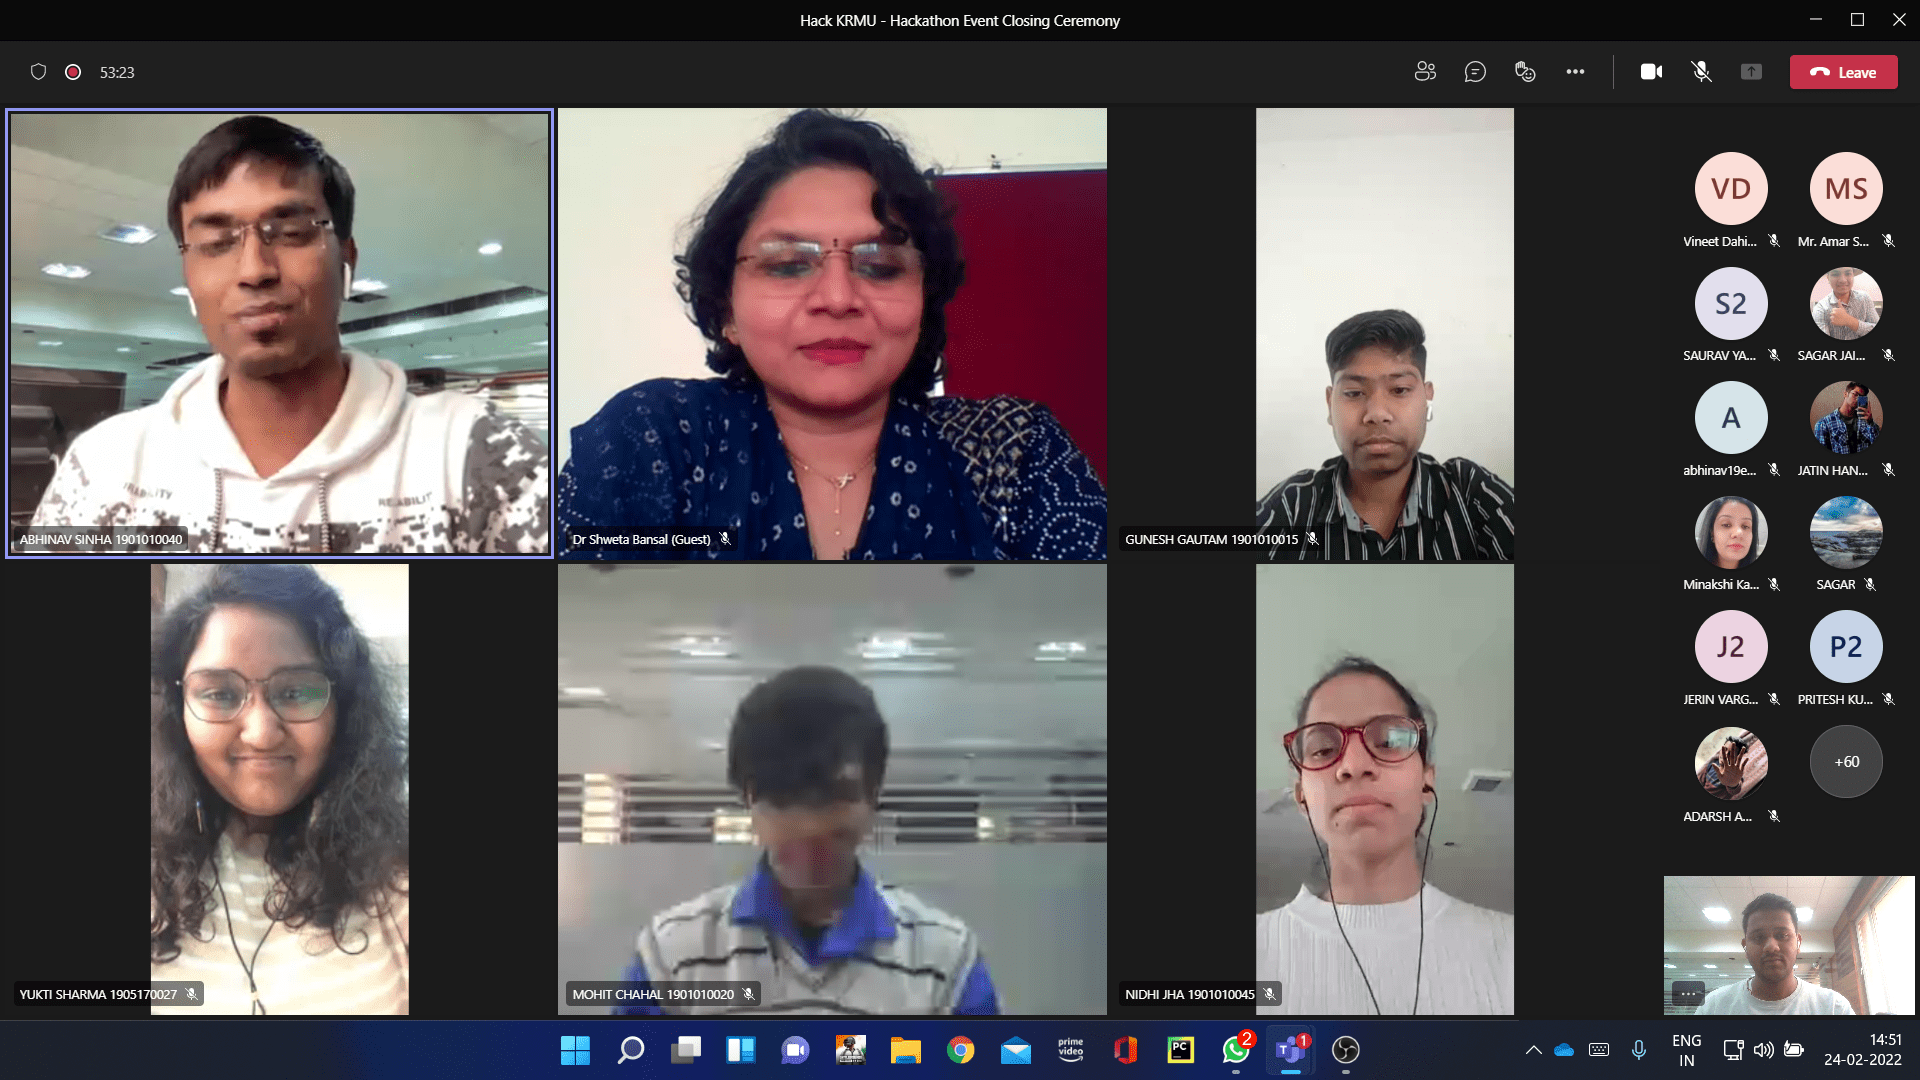 Hack KRMU - Hackathon Event Closing Ceremony
53:23
Leave
VD
MS
Vineet Dahi...
Mr. Amar S...
S2
SAURAV YA...
SAGAR JAI...
A
abhinav19e...
JATIN HAN...
Minakshi Ka...
SAGAR
J2
P2
JERIN VARG...
PRITESH KU...
+60
ADARSH A...
RELIABILIT
ABHINAV SINHA 1901010040
Dr Shweta Bansal (Guest)
GUNESH GAUTAM 1901010015
YUKTI SHARMA 1905170027
MOHIT CHAHAL 1901010020
NIDHI JHA 1901010045
...
prime
video
PC
2
1
ENG
IN
14:51
24-02-2022